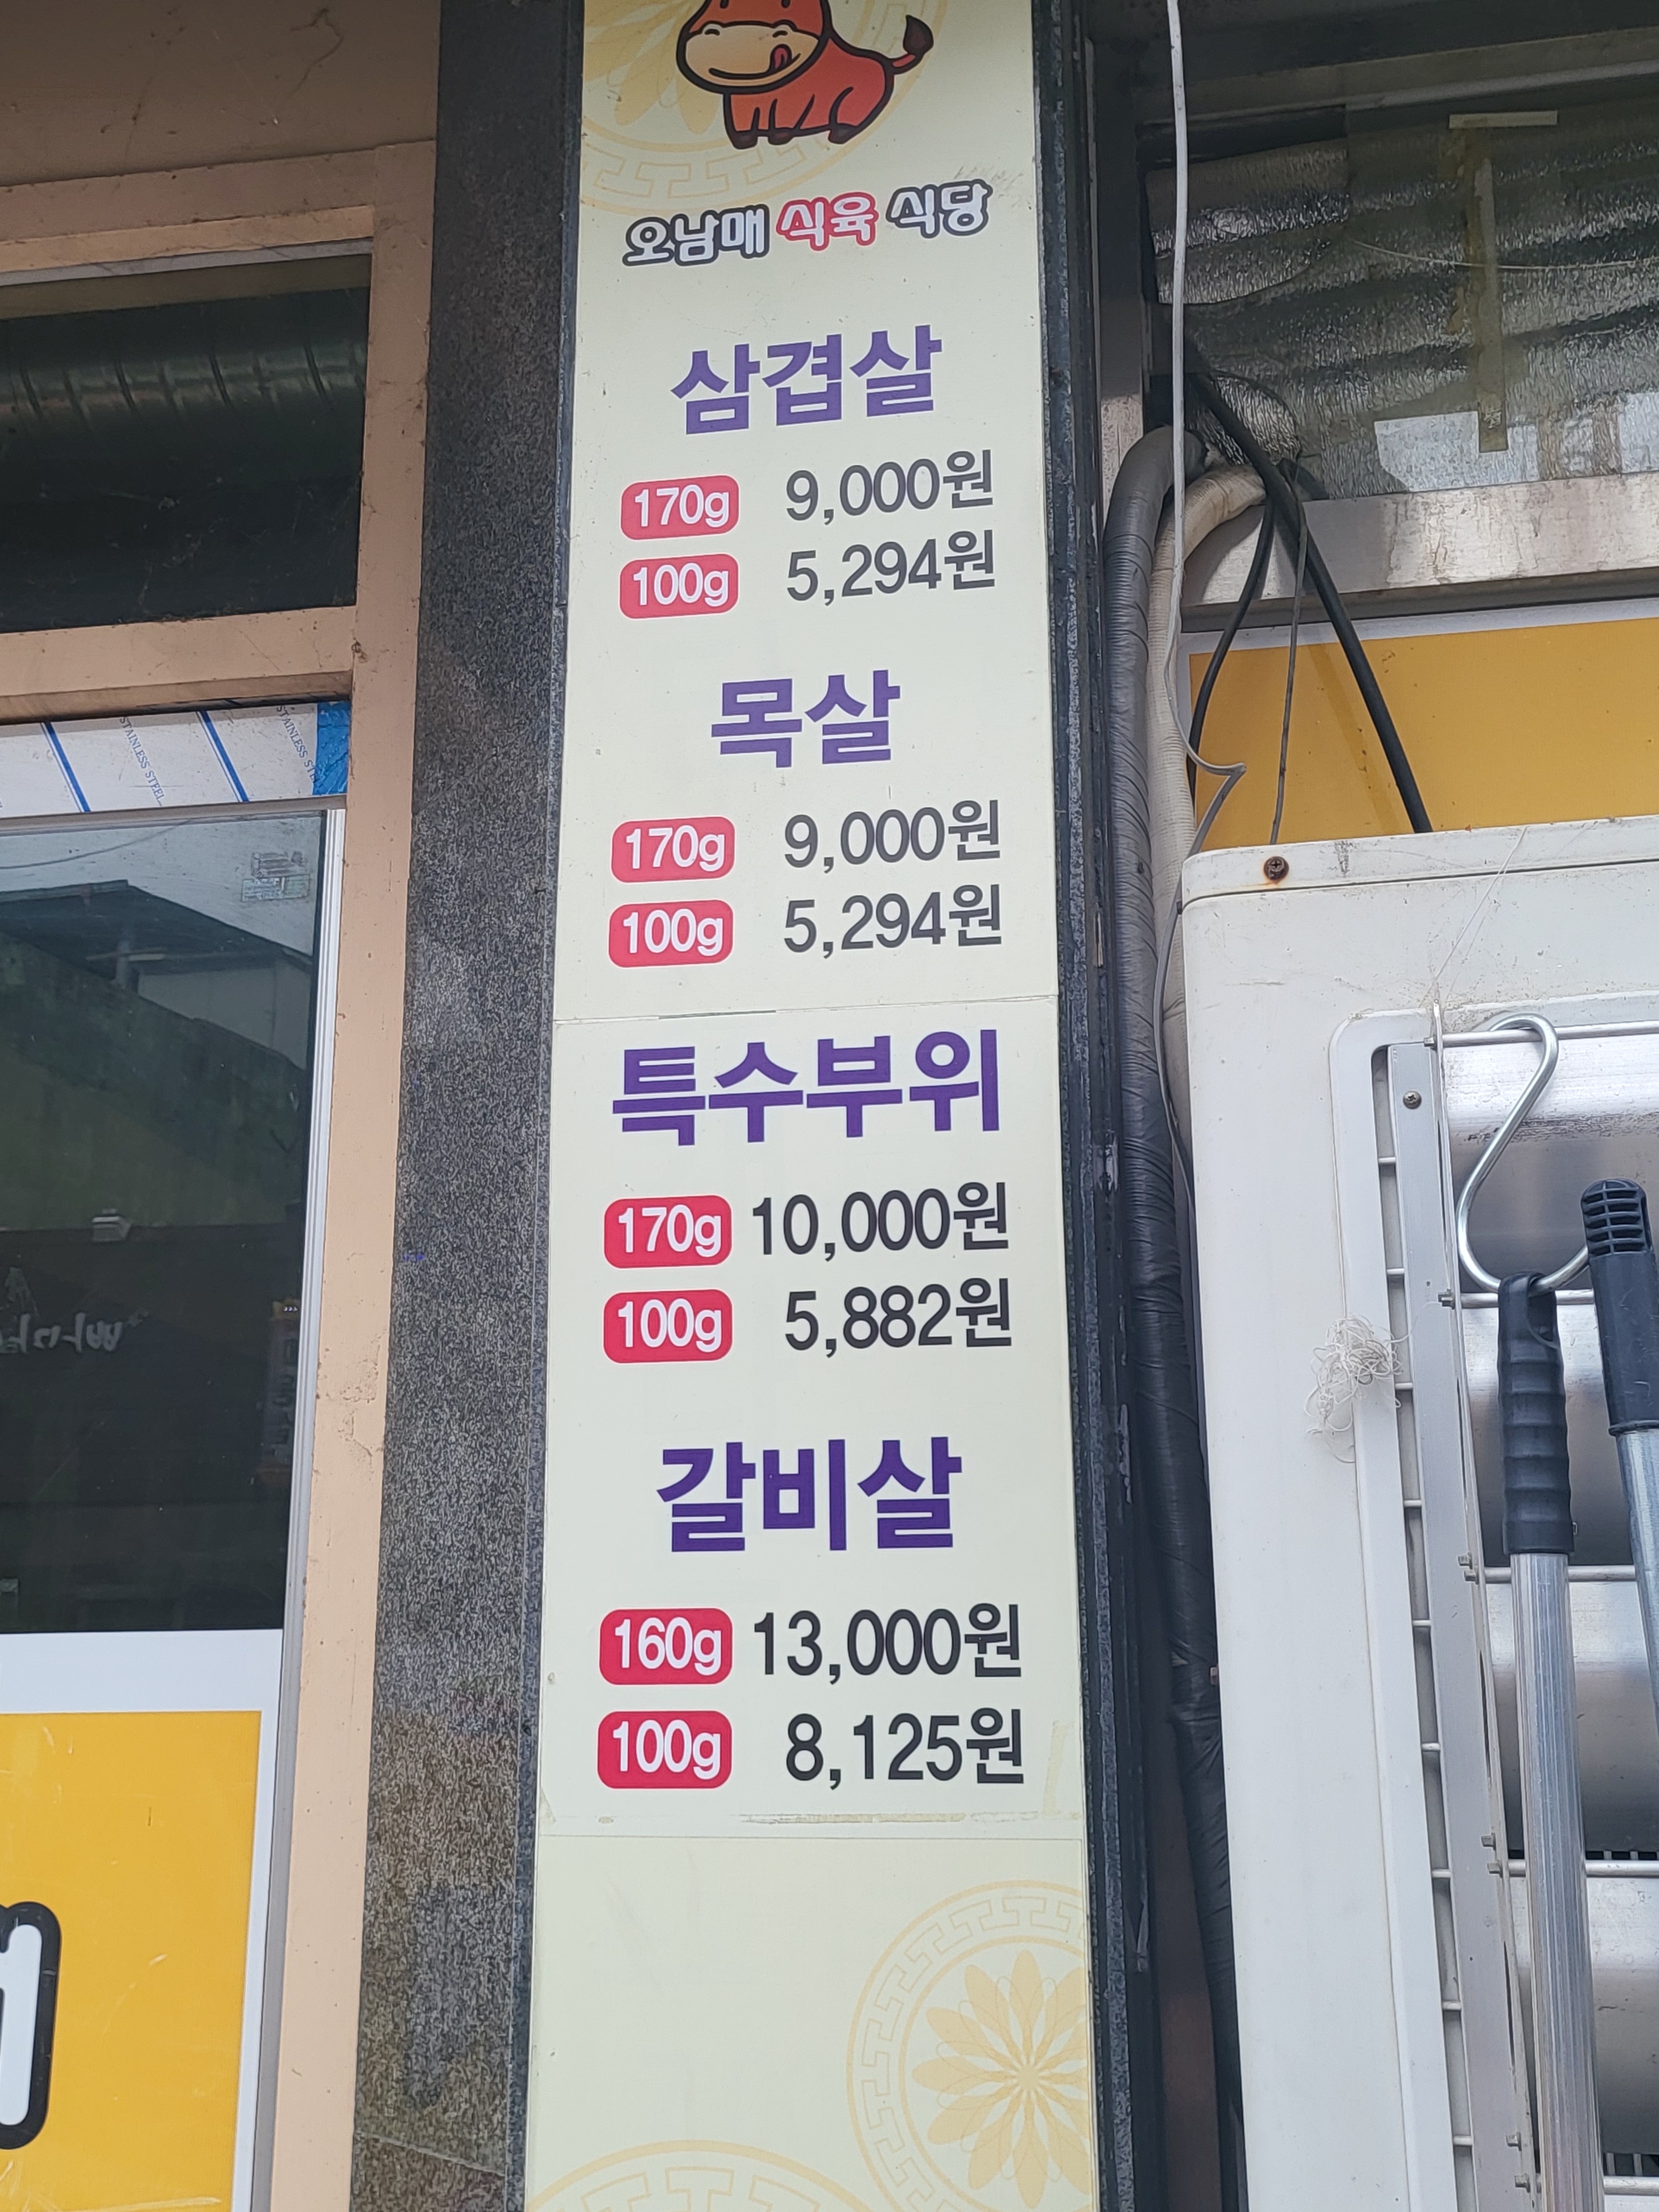 오남매 식육 식당
삼겹살
170g 9,000원
100g 5,294원
목살
170g 9,000원
100g 5,294원
특수부위
170g 10,000원
100g 5,882원
갈비살
160g 13,000원
100g 8,125원
STAINLESS STEEL